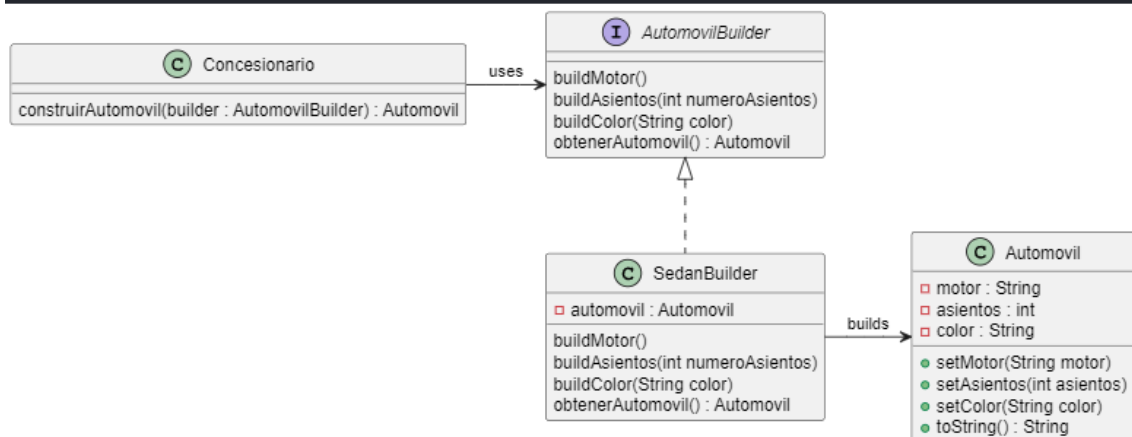 C Concesionario
construirAutomovil(builder : AutomovilBuilder) : Automovil
uses
I AutomovilBuilder
buildMotor()
buildAsientos(int numeroAsientos)
buildColor(String color)
obtenerAutomovil() : Automovil
C SedanBuilder
automovil : Automovil
buildMotor()
buildAsientos(int numeroAsientos)
buildColor(String color)
obtenerAutomovil() : Automovil
builds
C Automovil
motor : String
asientos : int
color : String
setMotor(String motor)
setAsientos(int asientos)
setColor(String color)
toString() : String